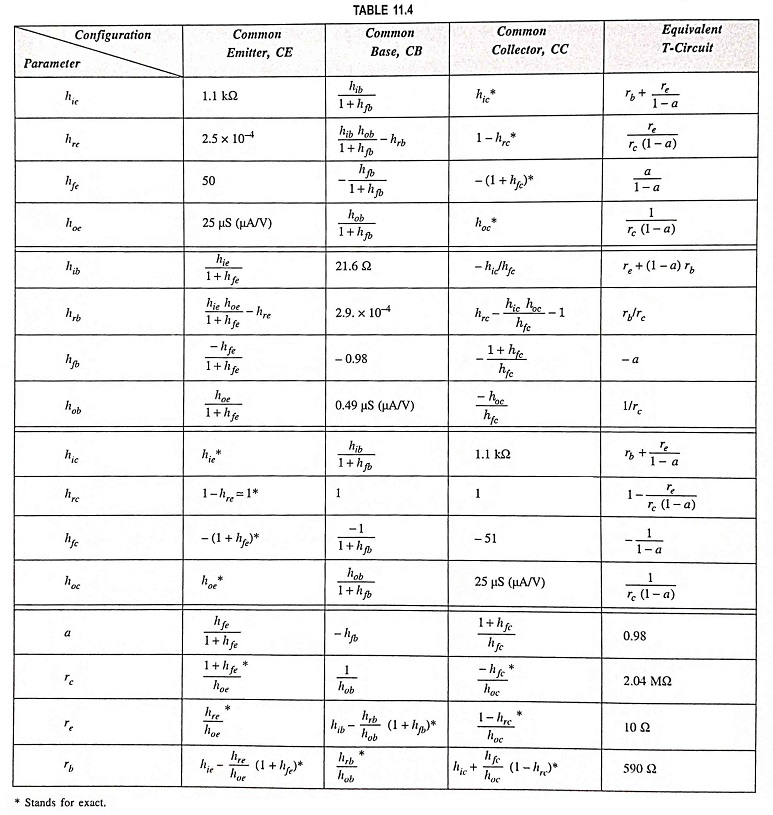 TABLE 11.4
Configuration Parameter | Common Emitter, CE | Common Base, CB | Common Collector, CC | Equivalent T-Circuit
h_ie | 1.1 kΩ | h_ib / (1 + h_fb) | h_ic* | r_b + r_e / (1 – a)
h_re | 2.5 × 10^–4 | h_ib h_ob / (1 + h_fb) – h_rb | 1 – h_rc* | r_e / (r_c (1 – a))
h_fe | 50 | – h_fb / (1 + h_fb) | – (1 + h_fc)* | a / (1 – a)
h_oe | 25 μS (μA/V) | h_ob / (1 + h_fb) | h_oc* | 1 / (r_c (1 – a))
h_ib | h_ie / (1 + h_fe) | 21.6 Ω | – h_ic/h_fc | r_e + (1 – a) r_b
h_rb | h_ie h_oe / (1 + h_fe) – h_re | 2.9. × 10^–4 | h_rc – h_ic h_oc / h_fc – 1 | r_b/r_c
h_fb | – h_fe / (1 + h_fe) | – 0.98 | – (1 + h_fc) / h_fc | – a
h_ob | h_oe / (1 + h_fe) | 0.49 μS (μA/V) | – h_oc / h_fc | 1/r_c
h_ic | h_ie* | h_ib / (1 + h_fb) | 1.1 kΩ | r_b + r_e / (1 – a)
h_rc | 1 – h_re ≃ 1* | 1 | 1 | 1 – r_e / (r_c (1 – a))
h_fc | – (1 + h_fe)* | –1 / (1 + h_fb) | – 51 | – 1 / (1 – a)
h_oc | h_oe* | h_ob / (1 + h_fb) | 25 μS (μA/V) | 1 / (r_c (1 – a))
a | h_fe / (1 + h_fe) | – h_fb | (1 + h_fc) / h_fc | 0.98
r_c | (1 + h_fe) / h_oe * | 1 / h_ob | – h_fc / h_oc * | 2.04 MΩ
r_e | h_re / h_oe * | h_ib – h_rb / h_ob (1 + h_fb)* | (1 – h_rc) / h_oc * | 10 Ω
r_b | h_ie – h_re / h_oe (1 + h_fe)* | h_rb / h_ob * | h_ic + h_fc / h_oc (1 – h_rc)* | 590 Ω
* Stands for exact.